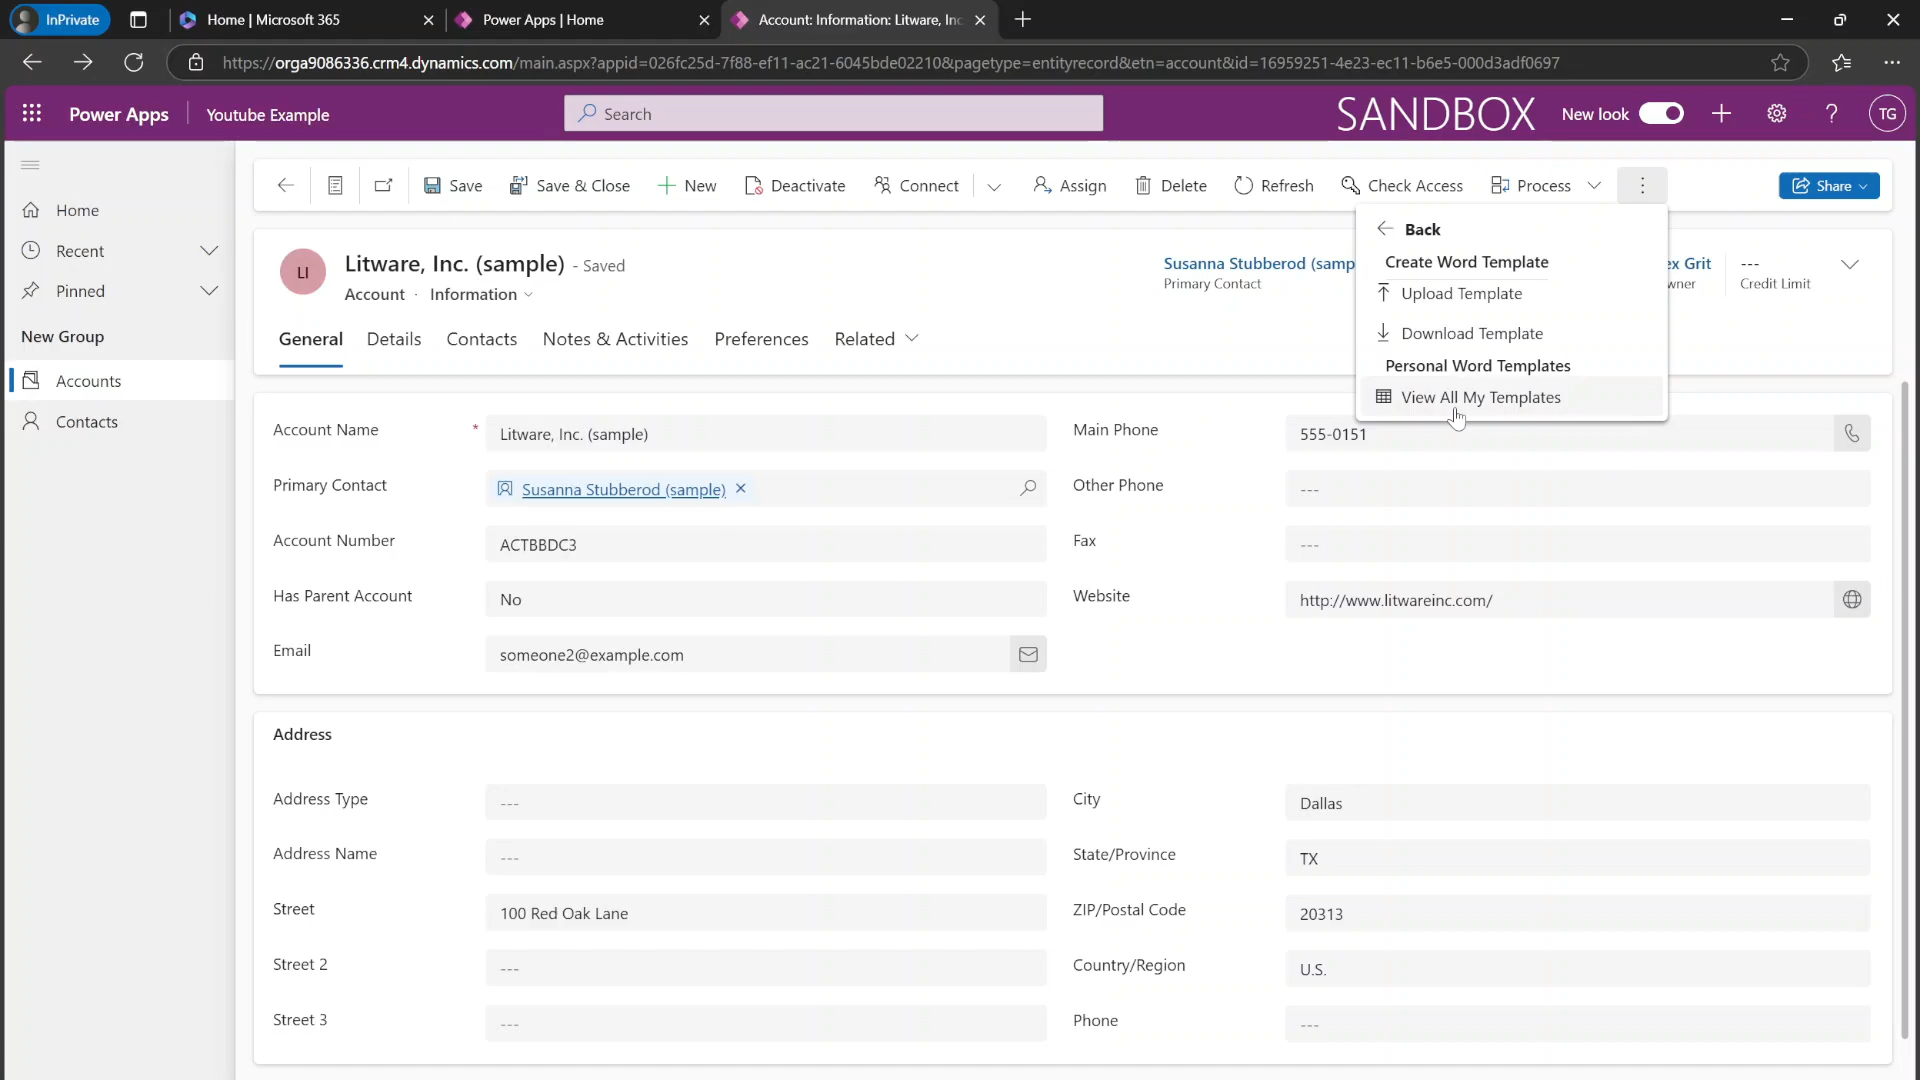 InPrivate
Home | Microsoft 365
Power Apps | Home
Account: Information: Litware, Inc
https://orga9086336.crm4.dynamics.com/main.aspx?appid=026fc25d-7f88-ef11-ac21-6045bde02210&pagetype=entityrecord&etn=account&id=16959251-4e23-ec11-b6e5-000d3adf0697
Power Apps
Youtube Example
Search
SANDBOX
New look
TG
Save
Save & Close
New
Deactivate
Connect
Assign
Delete
Refresh
Check Access
Process
Share
Home
Recent
Pinned
New Group
Accounts
Contacts
LI
Litware, Inc. (sample) - Saved
Account · Information
Susanna Stubberod (samp
Primary Contact
ex Grit
wner
---
Credit Limit
Back
Create Word Template
Upload Template
Download Template
Personal Word Templates
View All My Templates
General
Details
Contacts
Notes & Activities
Preferences
Related
Account Name * Litware, Inc. (sample)
Main Phone 555-0151
Primary Contact Susanna Stubberod (sample)
Other Phone ---
Account Number ACTBBDC3
Fax ---
Has Parent Account No
Website http://www.litwareinc.com/
Email someone2@example.com
Address
Address Type ---
City Dallas
Address Name ---
State/Province TX
Street 100 Red Oak Lane
ZIP/Postal Code 20313
Street 2 ---
Country/Region U.S.
Street 3 ---
Phone ---